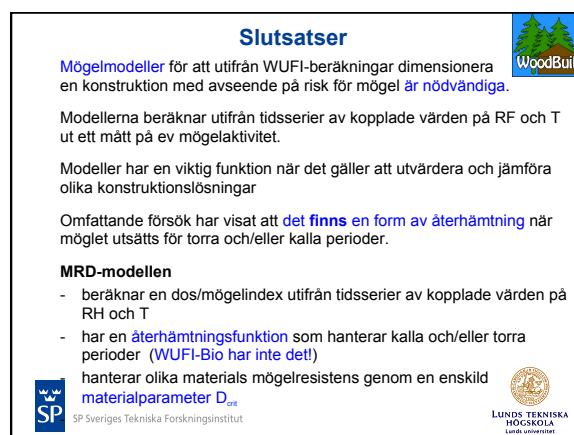 Slutsatser
WoodBuil
Mögelmodeller för att utifrån WUFI-beräkningar dimensionera
en konstruktion med avseende på risk för mögel är nödvändiga.
Modellerna beräknar utifrån tidsserier av kopplade värden på RF och T
ut ett mått på ev mögelaktivitet.
Modeller har en viktig funktion när det gäller att utvärdera och jämföra
olika konstruktionslösningar
Omfattande försök har visat att det finns en form av återhämtning när
möglet utsätts för torra och/eller kalla perioder.
MRD-modellen
- beräknar en dos/mögelindex utifrån tidsserier av kopplade värden på
RH och T
- har en återhämtningsfunktion som hanterar kalla och/eller torra
perioder (WUFI-Bio har inte det!)
- hanterar olika materials mögelresistens genom en enskild
materialparameter Dcrit
SP
SP Sveriges Tekniska Forskningsinstitut
LUNDS TEKNISKA
HÖGSKOLA
Lunds universitet